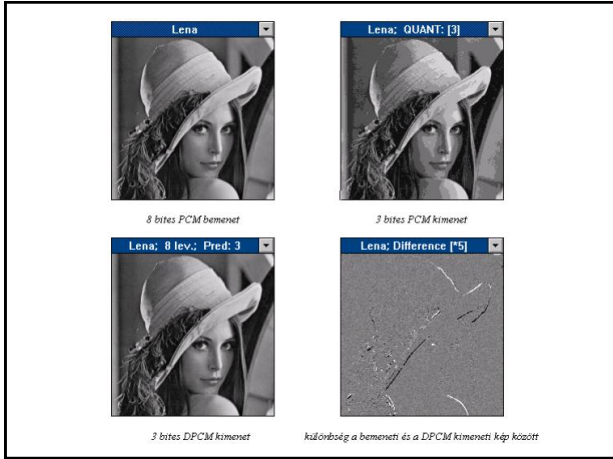 Lena
Lena; QUANT: [3]
8 bites PCM bemenet
3 bites PCM kimenet
Lena; 8 lev.; Pred: 3
Lena; Difference [*5]
3 bites DPCM kimenet
különbség a bemeneti és a DPCM kimeneti kép között